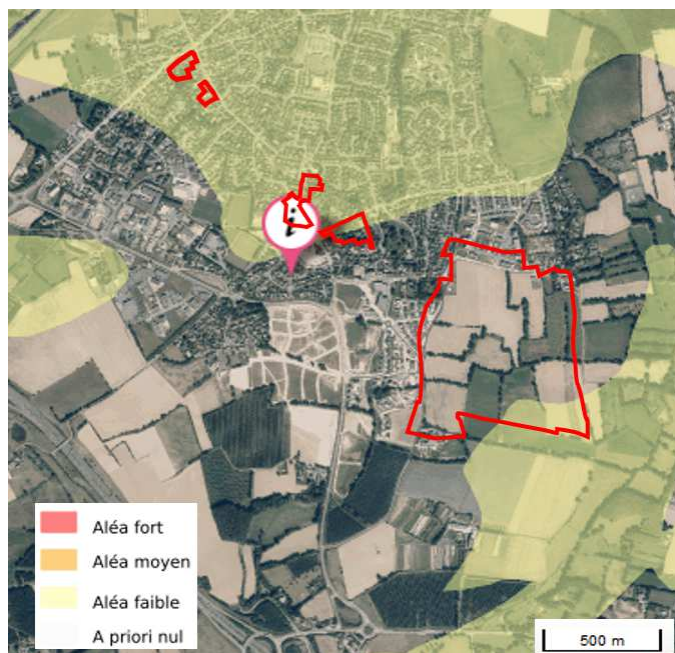 Aléa fort
Aléa moyen
Aléa faible
A priori nul
500 m